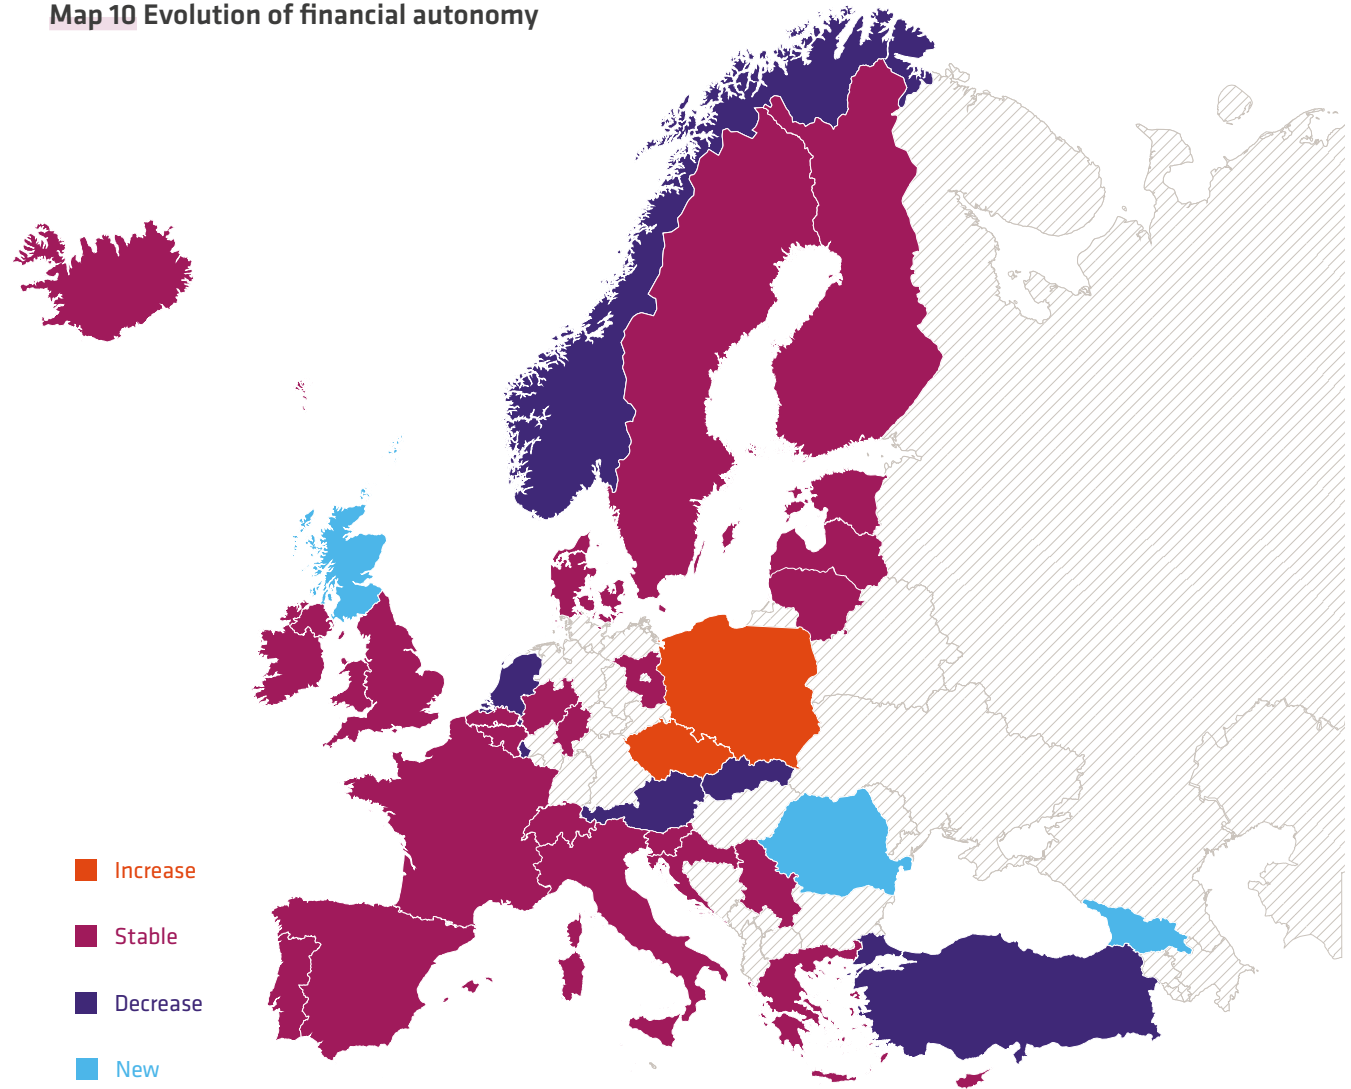 Map 10 Evolution of financial autonomy
Increase
Stable
Decrease
New